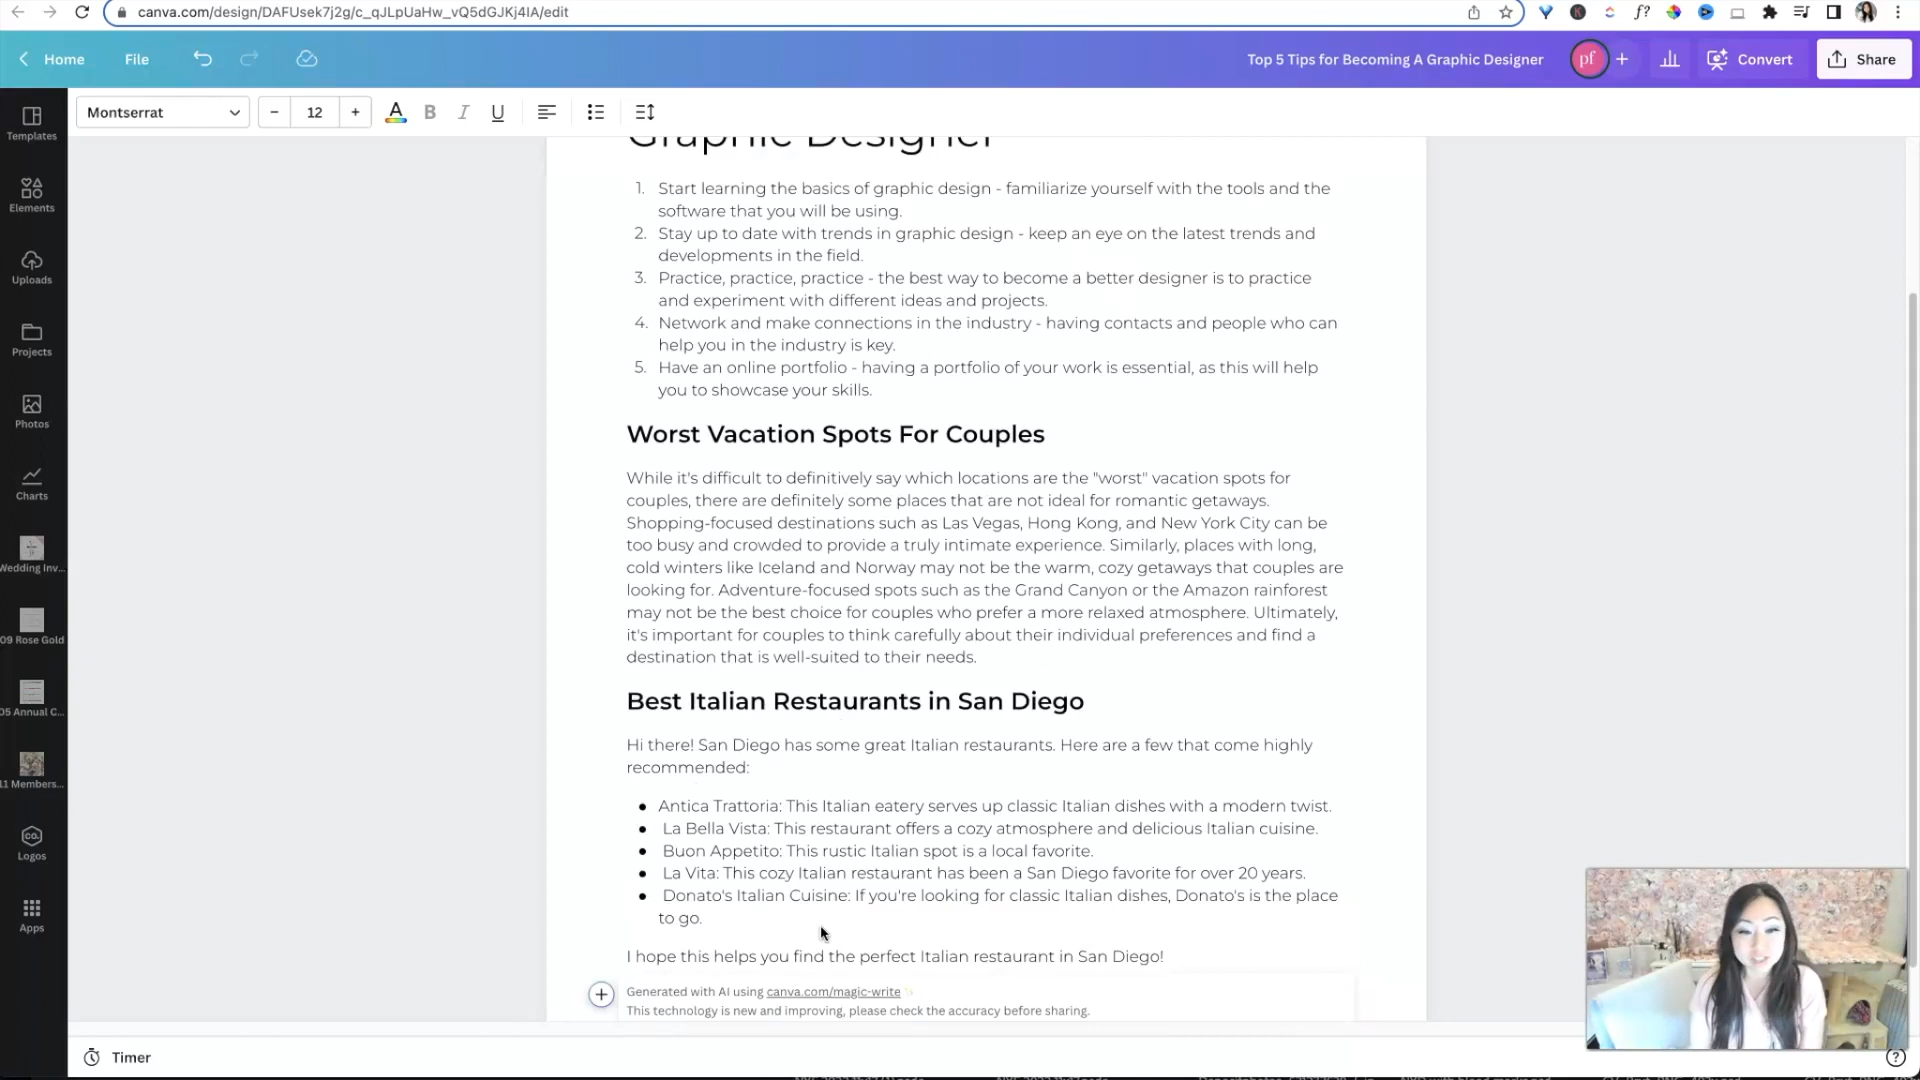 canva.com/design/DAFUsek7j2g/c_qJLpUaHw_vQ5dGJKj4IA/edit
Home File
Top 5 Tips for Becoming A Graphic Designer
pf
Convert
Share
Montserrat
12
Templates
Elements
Uploads
Projects
Photos
Charts
Wedding Inv...
09 Rose Gold
05 Annual C...
11 Members...
Logos
Apps
Graphic Designer
1. Start learning the basics of graphic design - familiarize yourself with the tools and the
software that you will be using.
2. Stay up to date with trends in graphic design - keep an eye on the latest trends and
developments in the field.
3. Practice, practice, practice - the best way to become a better designer is to practice
and experiment with different ideas and projects.
4. Network and make connections in the industry - having contacts and people who can
help you in the industry is key.
5. Have an online portfolio - having a portfolio of your work is essential, as this will help
you to showcase your skills.
Worst Vacation Spots For Couples
While it's difficult to definitively say which locations are the "worst" vacation spots for
couples, there are definitely some places that are not ideal for romantic getaways.
Shopping-focused destinations such as Las Vegas, Hong Kong, and New York City can be
too busy and crowded to provide a truly intimate experience. Similarly, places with long,
cold winters like Iceland and Norway may not be the warm, cozy getaways that couples are
looking for. Adventure-focused spots such as the Grand Canyon or the Amazon rainforest
may not be the best choice for couples who prefer a more relaxed atmosphere. Ultimately,
it's important for couples to think carefully about their individual preferences and find a
destination that is well-suited to their needs.
Best Italian Restaurants in San Diego
Hi there! San Diego has some great Italian restaurants. Here are a few that come highly
recommended:
● Antica Trattoria: This Italian eatery serves up classic Italian dishes with a modern twist.
● La Bella Vista: This restaurant offers a cozy atmosphere and delicious Italian cuisine.
● Buon Appetito: This rustic Italian spot is a local favorite.
● La Vita: This cozy Italian restaurant has been a San Diego favorite for over 20 years.
● Donato's Italian Cuisine: If you're looking for classic Italian dishes, Donato's is the place
to go.
I hope this helps you find the perfect Italian restaurant in San Diego!
Generated with AI using canva.com/magic-write
This technology is new and improving, please check the accuracy before sharing.
Timer